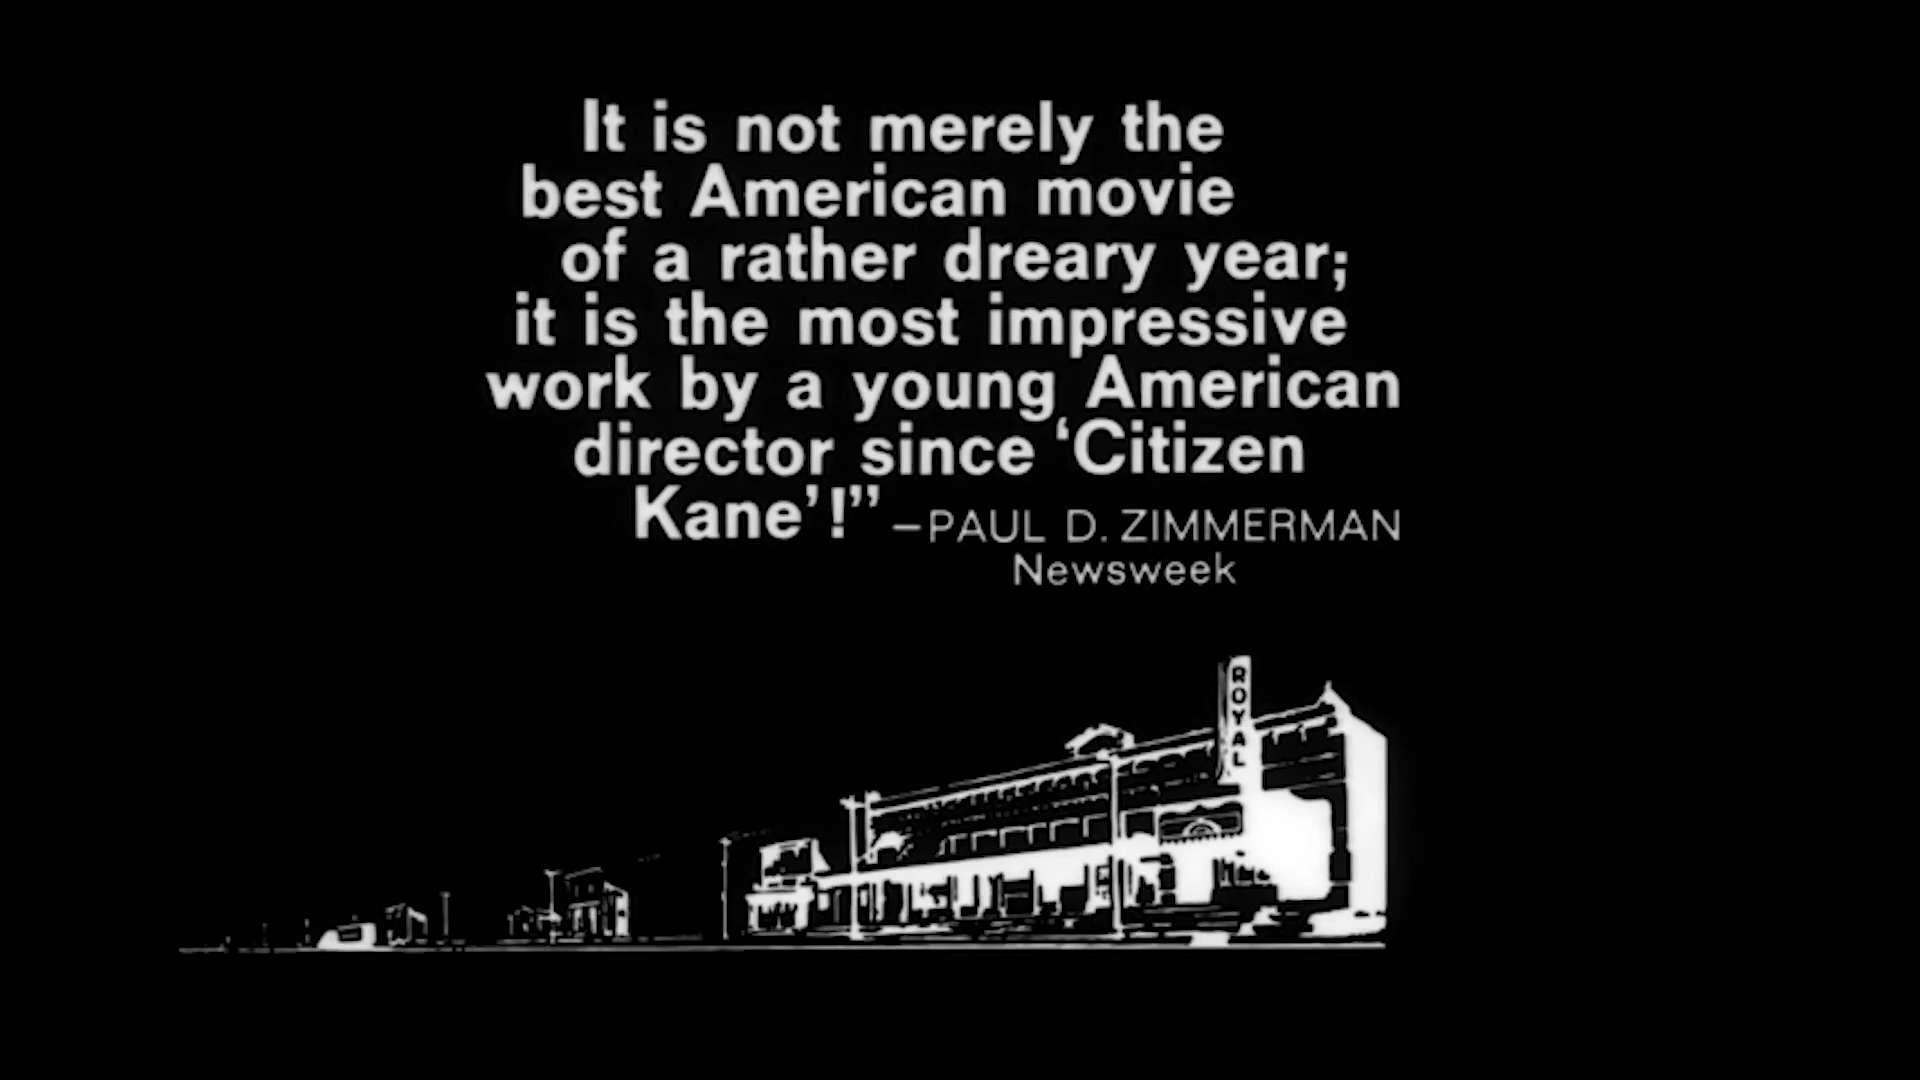 It is not merely the
best American movie
of a rather dreary year;
it is the most impressive
work by a young American
director since ‘Citizen
Kane’!” –PAUL D. ZIMMERMAN
Newsweek
ROYAL